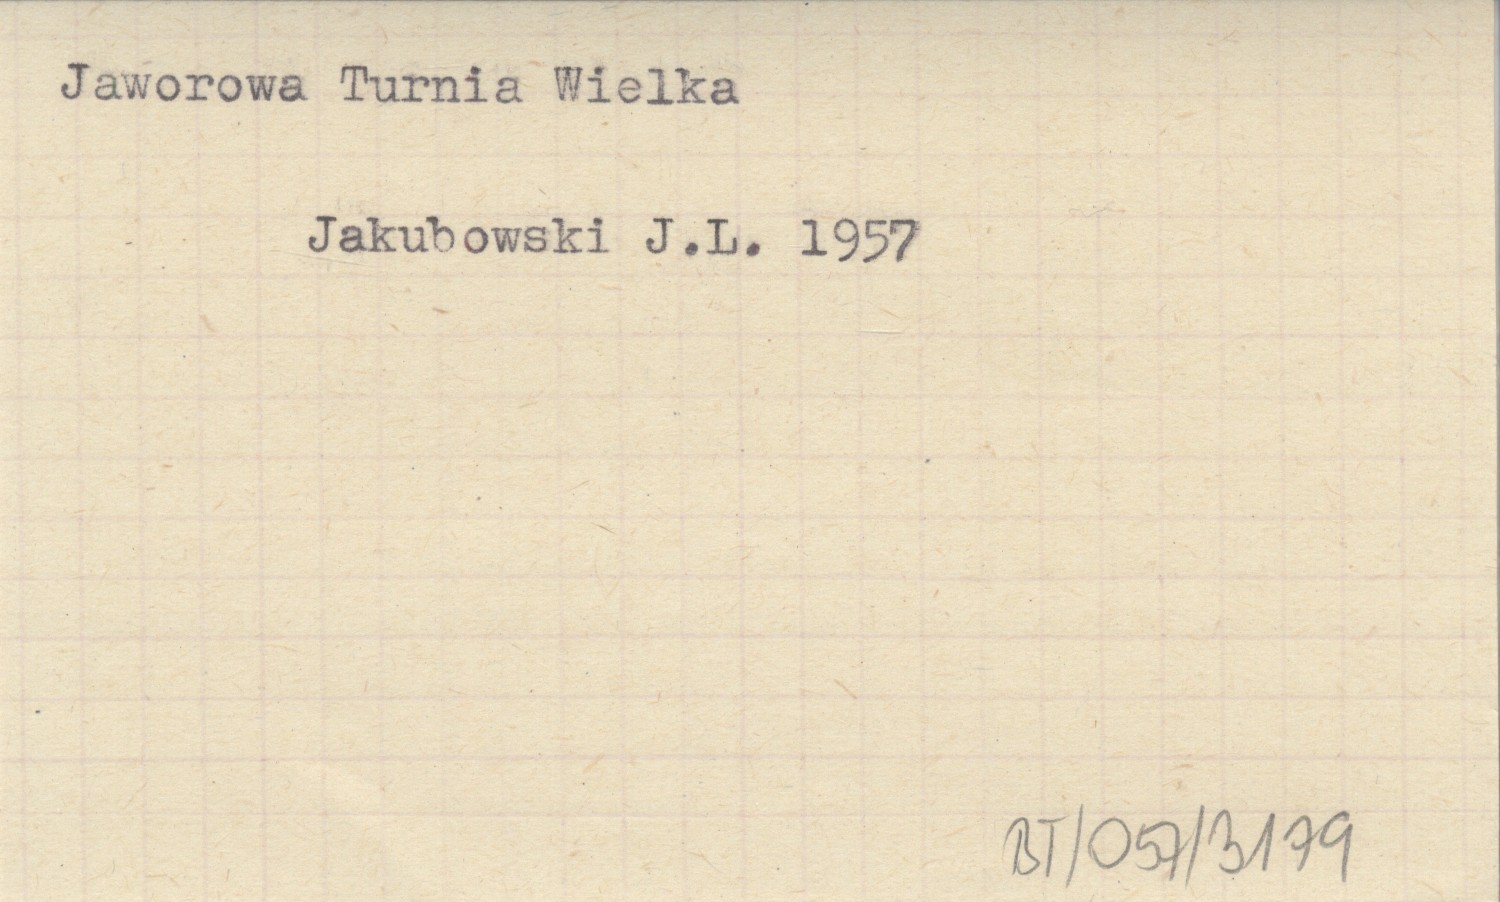 Jaworowa Turnia Wielka
Jakubowski J.L. 1957
BT/057/3179